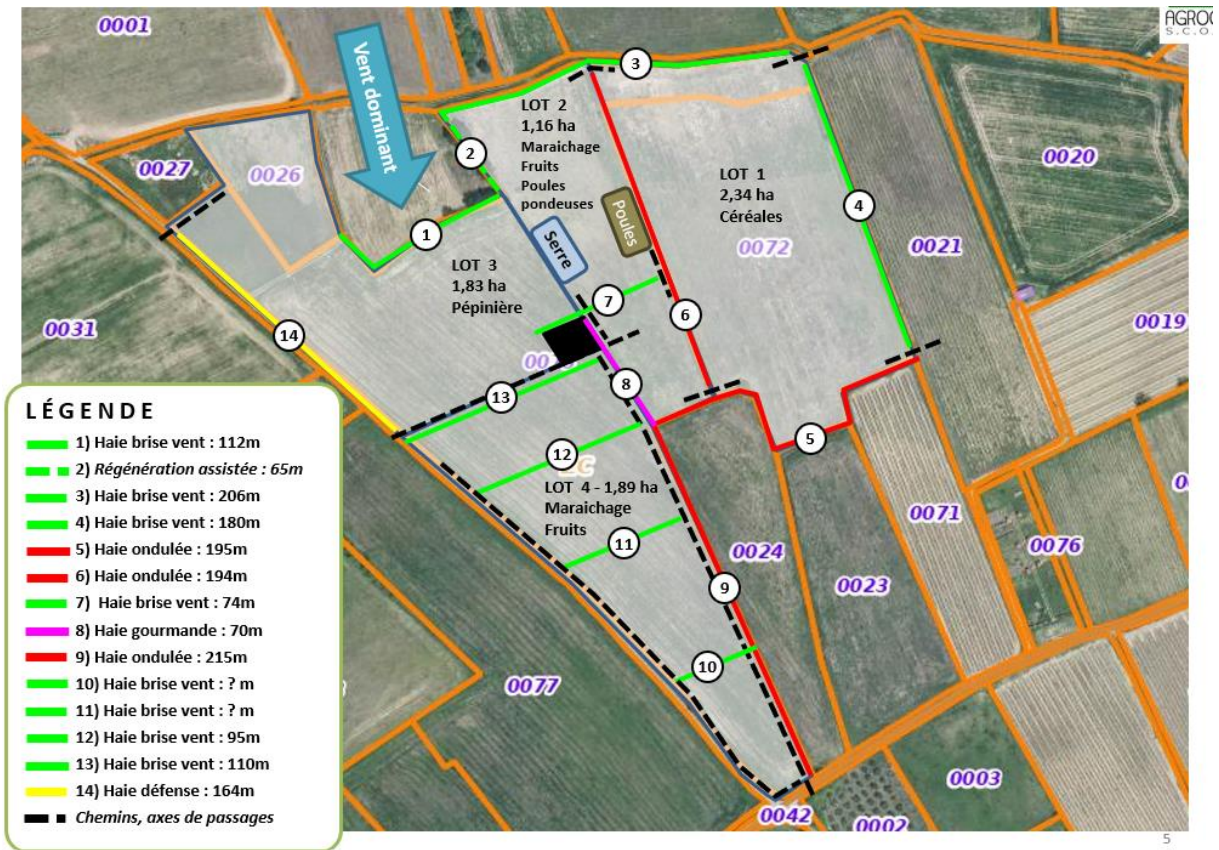 AGROO
S.C.O.
0001
Vent dominant
3
LOT 2
1,16 ha
Maraichage
Fruits
Poules
pondeuses
2
0027
0026
0020
LOT 1
2,34 ha
Céréales
0072
4
0021
1
Serre
Poules
LOT 3
1,83 ha
Pépinière
7
6
0031
14
0019
8
13
5
12
LOT 4 - 1,89 ha
Maraichage
Fruits
11
0024
0071
0076
0023
9
10
0077
0003
0042
0002
LÉGENDE
1) Haie brise vent : 112m
2) Régénération assistée : 65m
3) Haie brise vent : 206m
4) Haie brise vent : 180m
5) Haie ondulée : 195m
6) Haie ondulée : 194m
7) Haie brise vent : 74m
8) Haie gourmande : 70m
9) Haie ondulée : 215m
10) Haie brise vent : ? m
11) Haie brise vent : ? m
12) Haie brise vent : 95m
13) Haie brise vent : 110m
14) Haie défense : 164m
Chemins, axes de passages
5